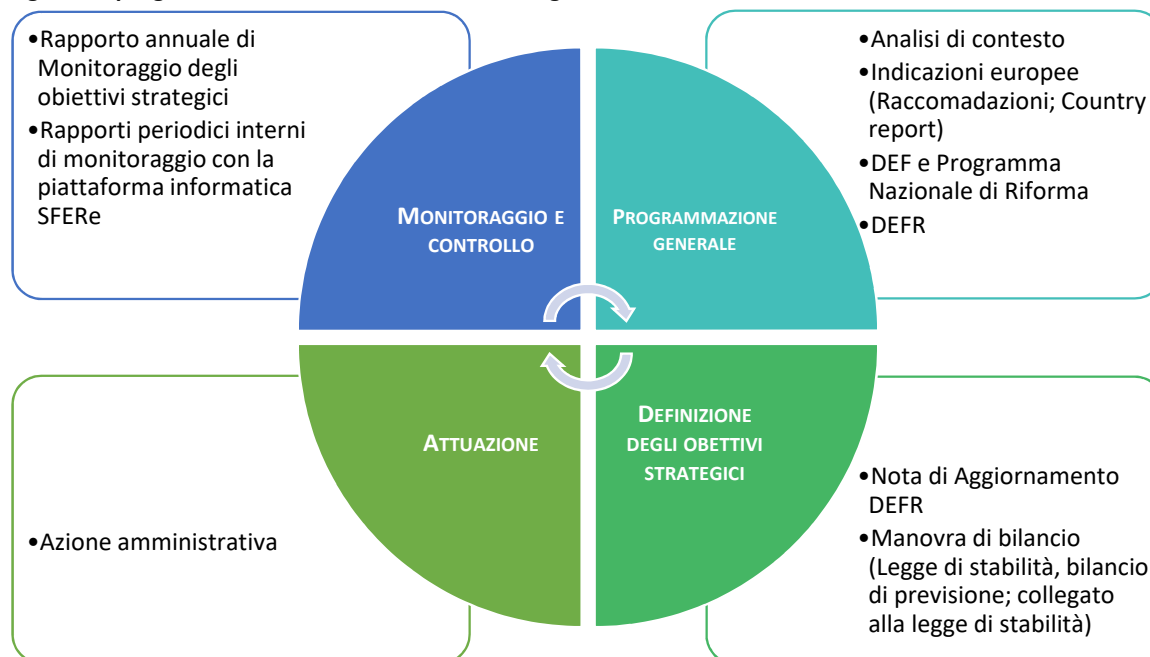 •Rapporto annuale di
Monitoraggio degli
obiettivi strategici
•Rapporti periodici interni
di monitoraggio con la
piattaforma informatica
SFERe
MONITORAGGIO E
CONTROLLO
PROGRAMMAZIONE
GENERALE
•Analisi di contesto
•Indicazioni europee
(Raccomadazioni; Country
report)
•DEF e Programma
Nazionale di Riforma
•DEFR
ATTUAZIONE
•Azione amministrativa
DEFINIZIONE
DEGLI OBETTIVI
STRATEGICI
•Nota di Aggiornamento
DEFR
•Manovra di bilancio
(Legge di stabilità, bilancio
di previsione; collegato
alla legge di stabilità)